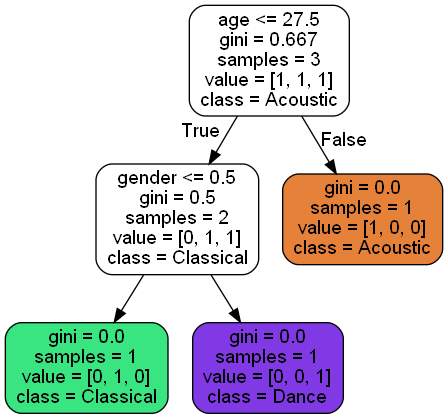 age <= 27.5
gini = 0.667
samples = 3
value = [1, 1, 1]
class = Acoustic
True
False
gender <= 0.5
gini = 0.5
samples = 2
value = [0, 1, 1]
class = Classical
gini = 0.0
samples = 1
value = [1, 0, 0]
class = Acoustic
gini = 0.0
samples = 1
value = [0, 1, 0]
class = Classical
gini = 0.0
samples = 1
value = [0, 0, 1]
class = Dance